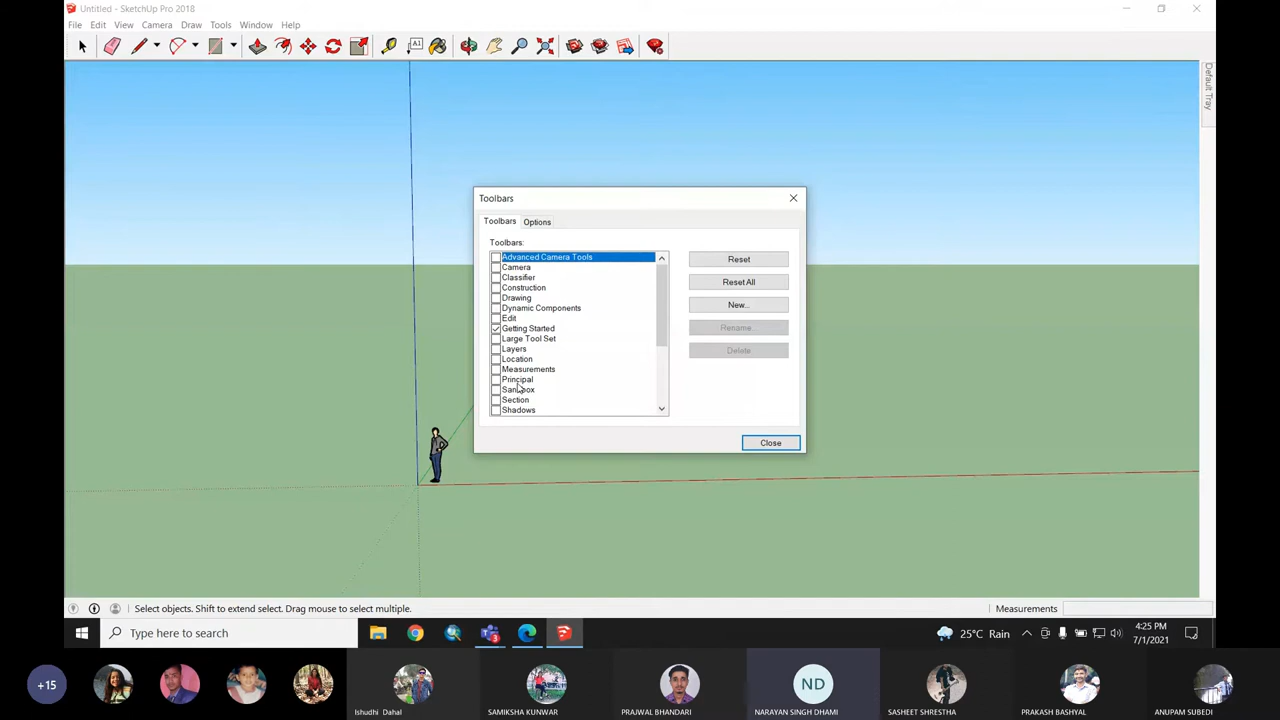 Untitled - SketchUp Pro 2018
File Edit View Camera Draw Tools Window Help
A1
Default Tray
Toolbars
Toolbars Options
Toolbars:
Advanced Camera Tools
Camera
Classifier
Construction
Drawing
Dynamic Components
Edit
Getting Started
Large Tool Set
Layers
Location
Measurements
Principal
Sandbox
Section
Shadows
Reset
Reset All
New...
Rename...
Delete
Close
Select objects. Shift to extend select. Drag mouse to select multiple.
Measurements
Type here to search
25°C Rain
4:25 PM
7/1/2021
+15
ND
Ishudhi Dahal
SAMIKSHA KUNWAR
PRAJWAL BHANDARI
NARAYAN SINGH DHAMI
SASHEET SHRESTHA
PRAKASH BASHYAL
ANUPAM SUBEDI